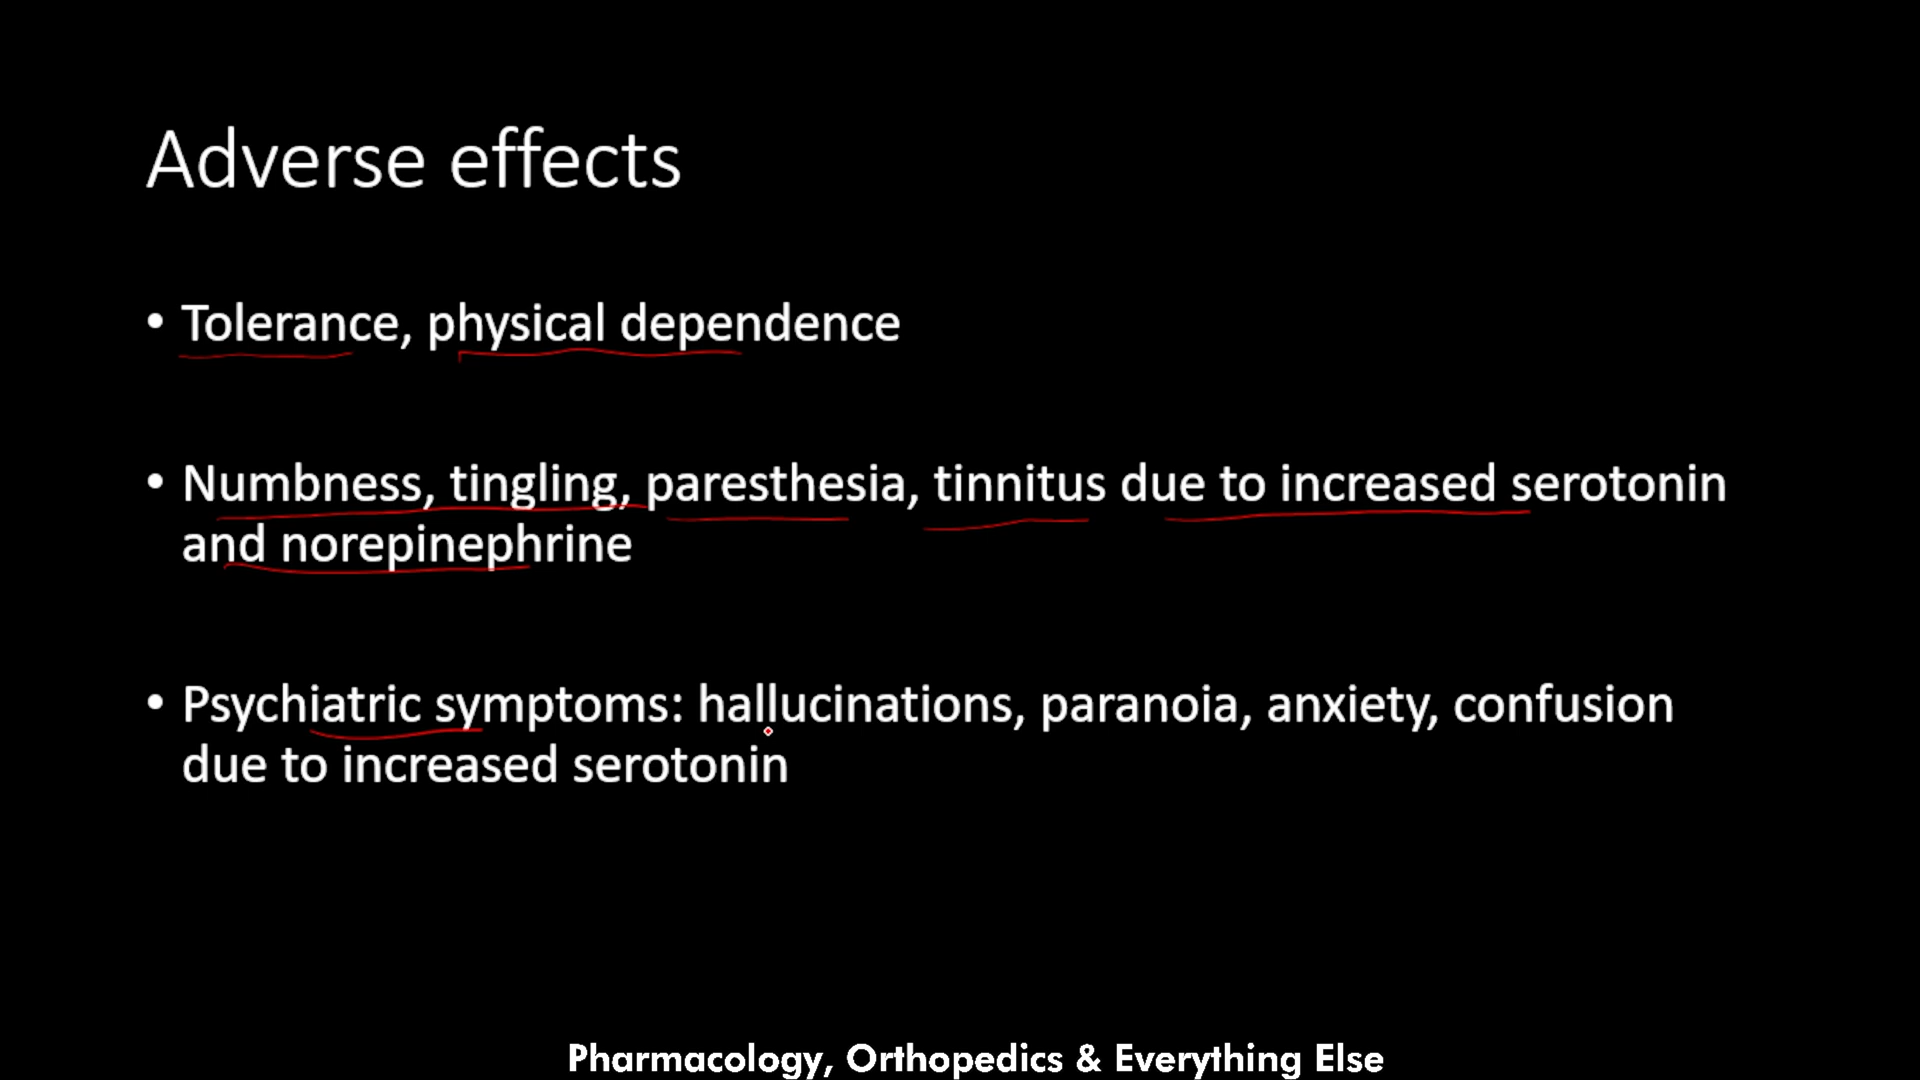 Adverse effects
• Tolerance, physical dependence
• Numbness, tingling, paresthesia, tinnitus due to increased serotonin
and norepinephrine
• Psychiatric symptoms: hallucinations, paranoia, anxiety, confusion
due to increased serotonin
Pharmacology, Orthopedics & Everything Else